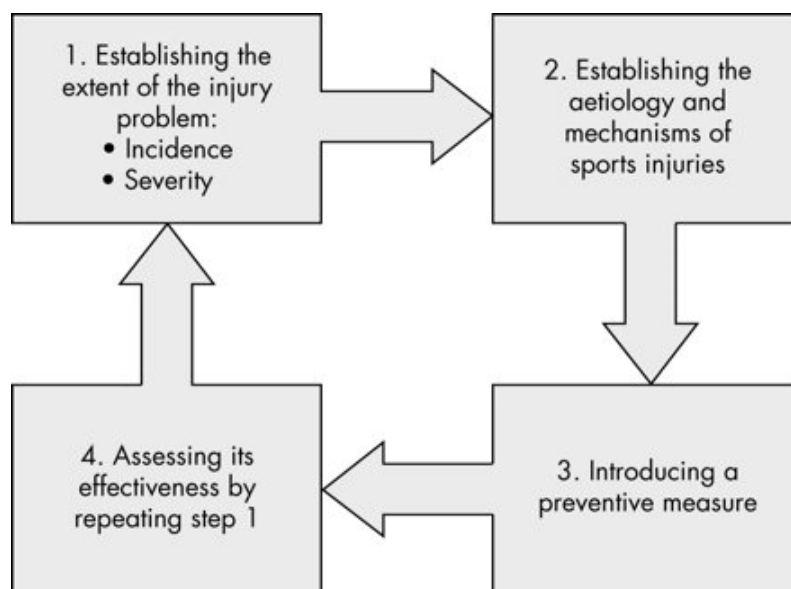 1. Establishing the
extent of the injury
problem:
• Incidence
• Severity
2. Establishing the
aetiology and
mechanisms of
sports injuries
3. Introducing a
preventive measure
4. Assessing its
effectiveness by
repeating step 1